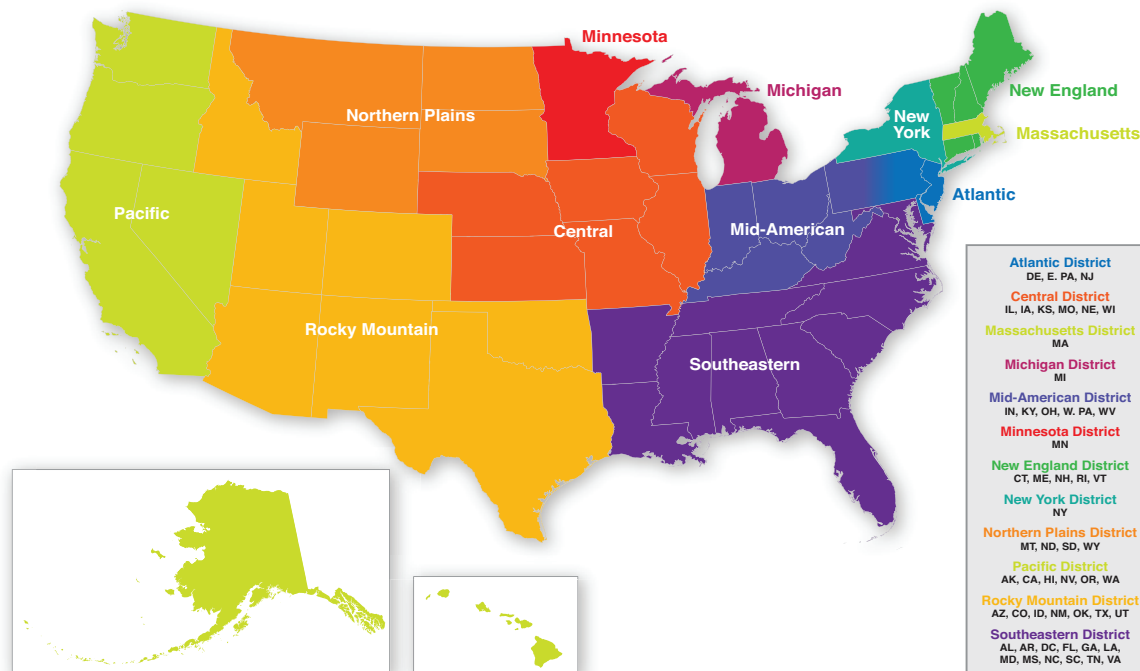 Minnesota
Michigan
New England
Northern Plains
New
York
Massachusetts
Pacific
Atlantic
Central
Mid-American
Rocky Mountain
Southeastern
Atlantic District
DE, E. PA, NJ
Central District
IL, IA, KS, MO, NE, WI
Massachusetts District
MA
Michigan District
MI
Mid-American District
IN, KY, OH, W. PA, WV
Minnesota District
MN
New England District
CT, ME, NH, RI, VT
New York District
NY
Northern Plains District
MT, ND, SD, WY
Pacific District
AK, CA, HI, NV, OR, WA
Rocky Mountain District
AZ, CO, ID, NM, OK, TX, UT
Southeastern District
AL, AR, DC, FL, GA, LA,
MD, MS, NC, SC, TN, VA